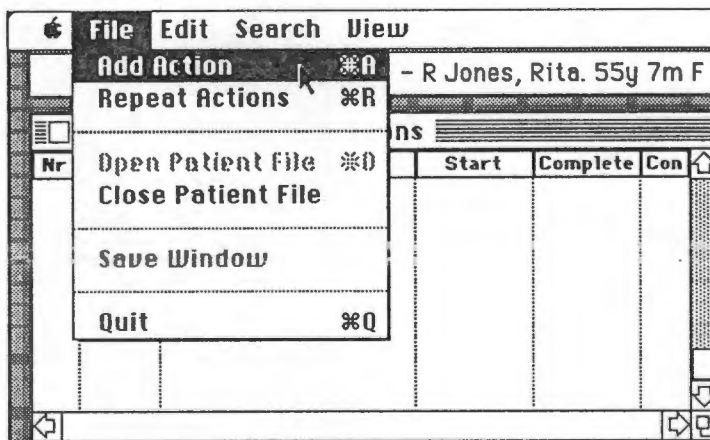 File Edit Search View
Add Action ⌘A
– R Jones, Rita. 55y 7m F
Repeat Actions ⌘R
ns
Nr Start Complete Con
Open Patient File ⌘O
Close Patient File
Save Window
Quit ⌘Q